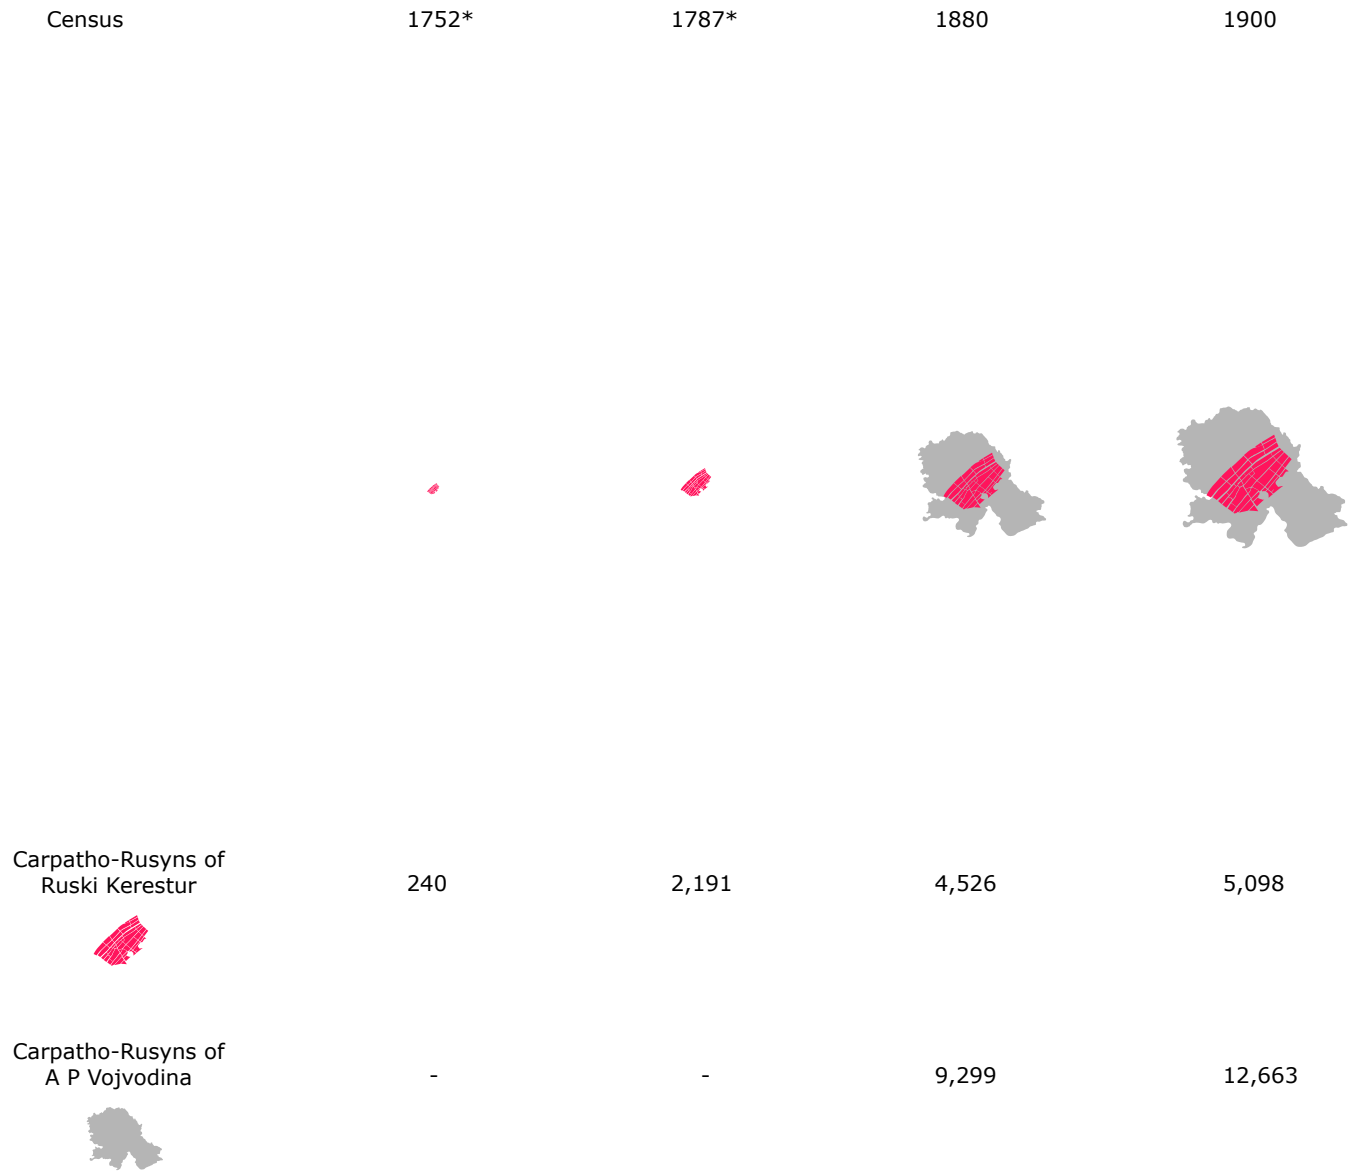 Census 1752* 1787* 1880 1900
Carpatho-Rusyns of
Ruski Kerestur 240 2,191 4,526 5,098
Carpatho-Rusyns of
A P Vojvodina - - 9,299 12,663